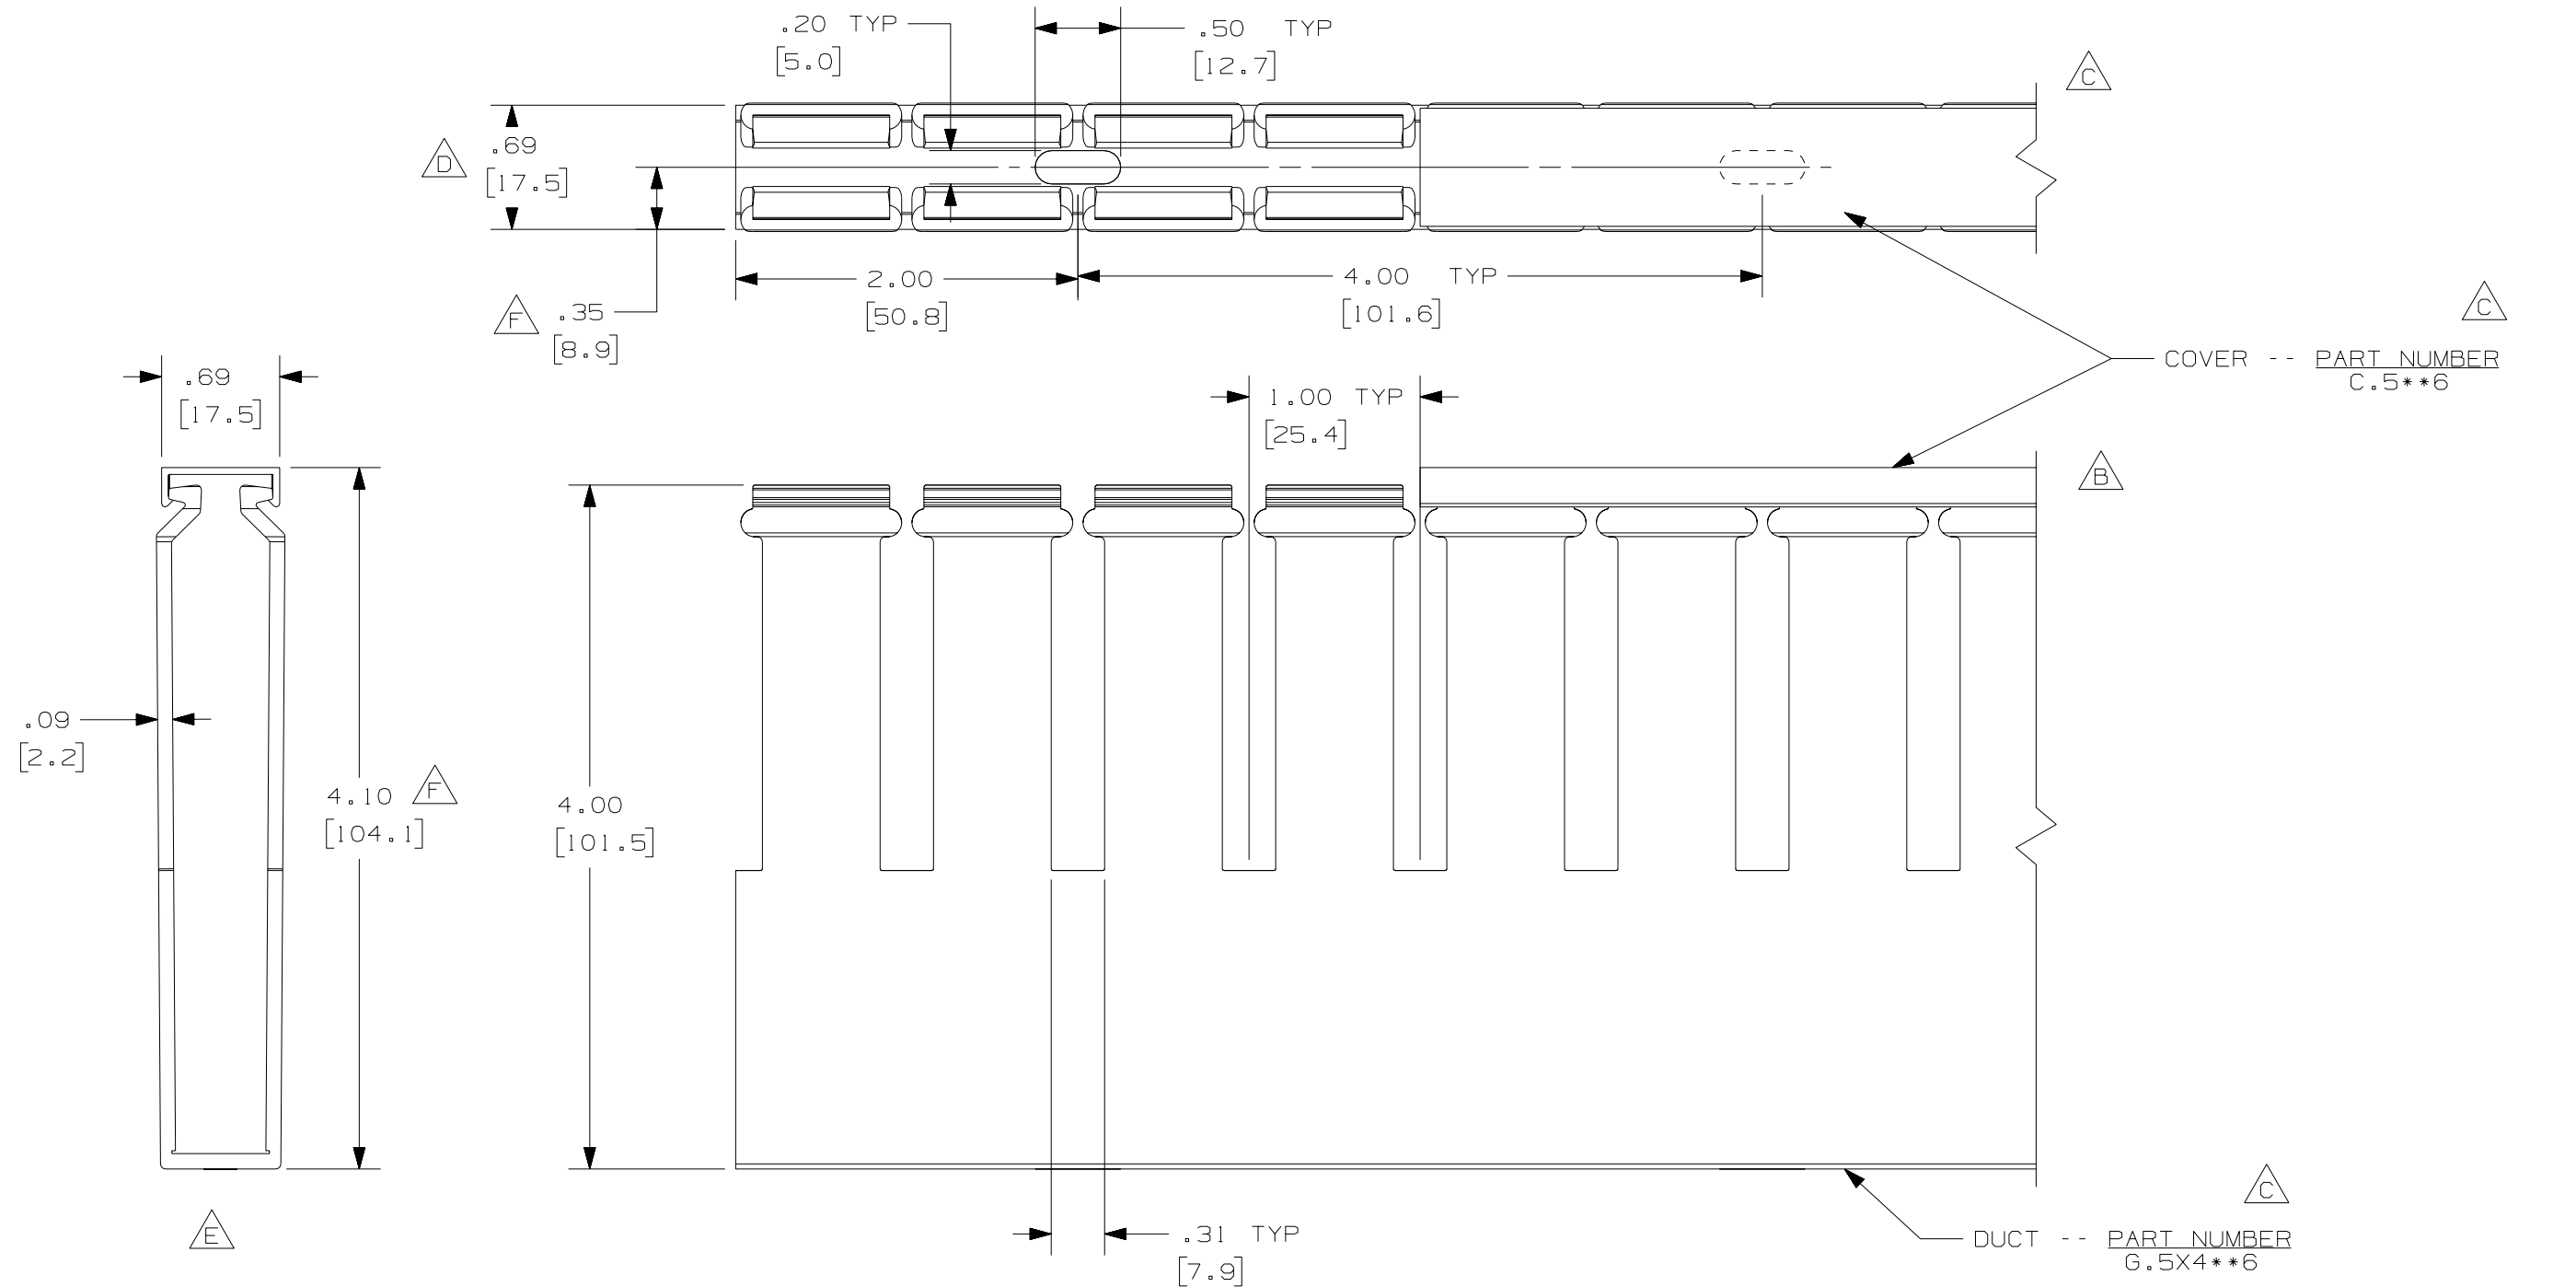 .20 TYP
[5.0]
.50 TYP
[12.7]
C
D
.69
[17.5]
2.00
[50.8]
4.00 TYP
[101.6]
F
.35
[8.9]
C
COVER -- PART NUMBER
C.5**6
.69
[17.5]
1.00 TYP
[25.4]
B
.09
[2.2]
4.10
[104.1]
F
4.00
[101.5]
E
C
.31 TYP
[7.9]
DUCT -- PART NUMBER
G.5X4**6